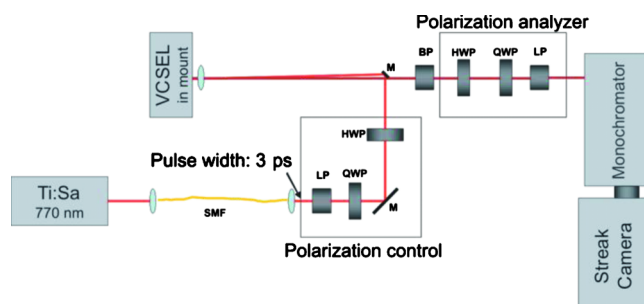 Polarization analyzer
VCSEL
in mount
M
BP
HWP
QWP
LP
Monochromator
HWP
Pulse width: 3 ps
LP
QWP
M
Ti:Sa
770 nm
SMF
Polarization control
Streak
Camera